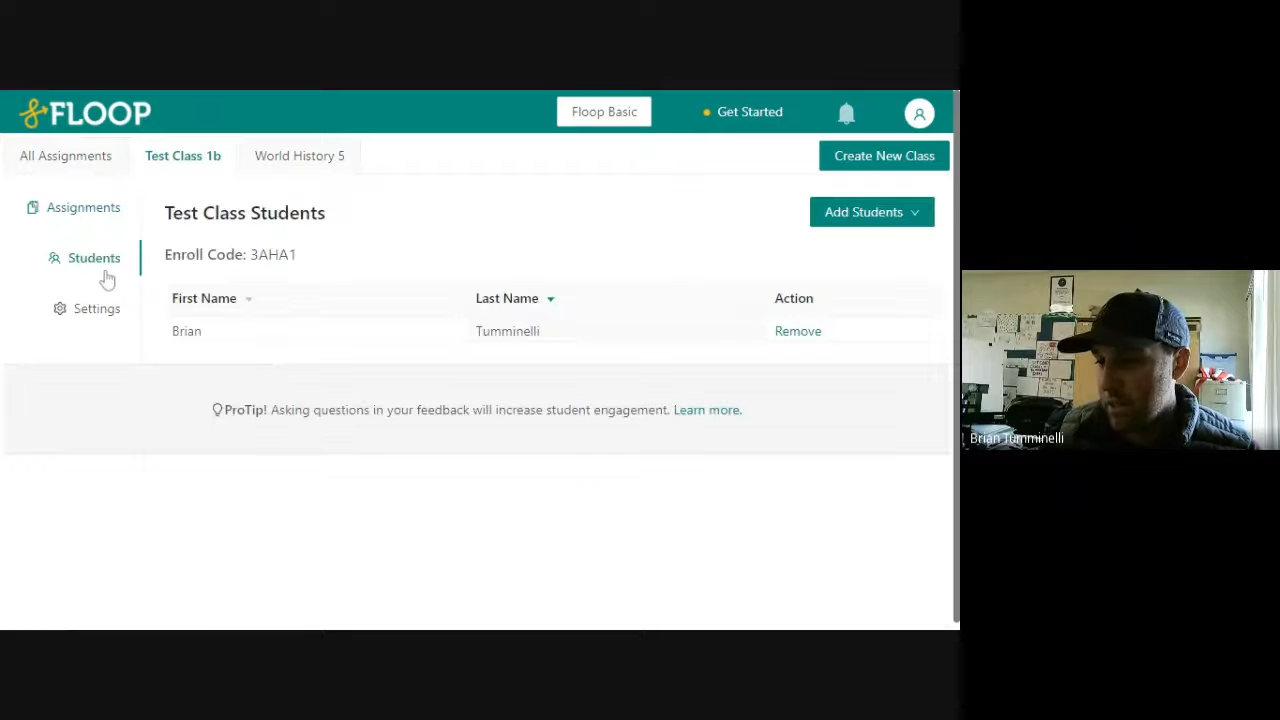 FLOOP
Floop Basic
Get Started
All Assignments
Test Class 1b
World History 5
Create New Class
Assignments
Test Class Students
Add Students
Students
Enroll Code: 3AHA1
Settings
First Name
Last Name
Action
Brian
Tumminelli
Remove
ProTip! Asking questions in your feedback will increase student engagement. Learn more.
Brian Tumminelli